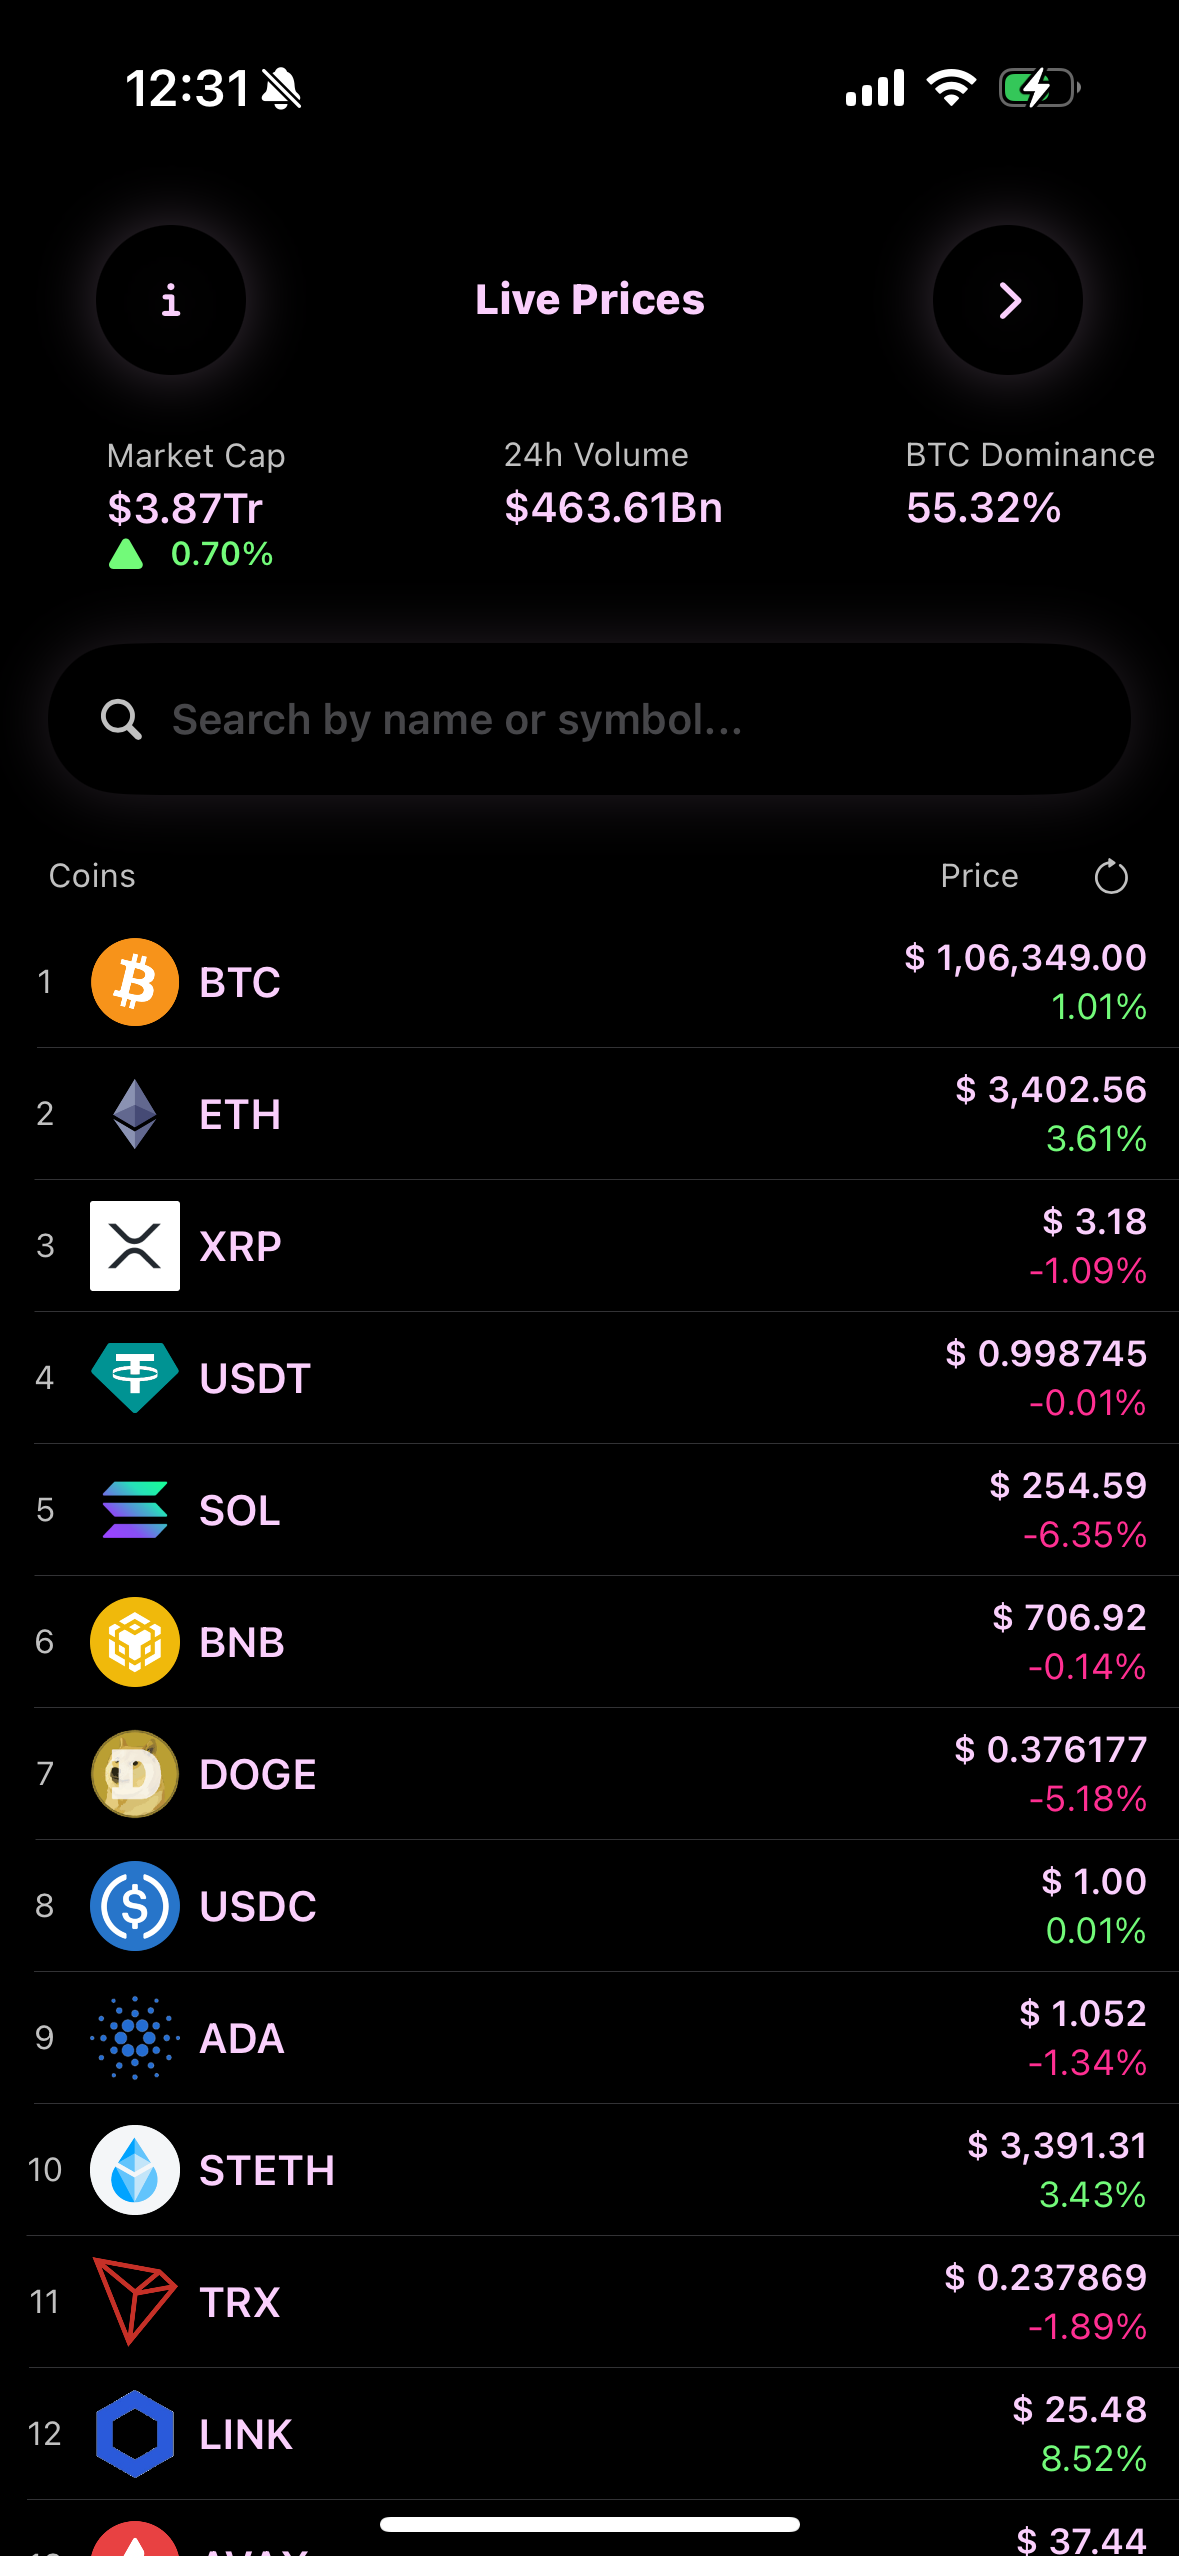 12:31
i
Live Prices
Market Cap
24h Volume
BTC Dominance
$3.87Tr
$463.61Bn
55.32%
0.70%
Search by name or symbol...
Coins
Price
1
BTC
$ 1,06,349.00
1.01%
2
ETH
$ 3,402.56
3.61%
3
XRP
$ 3.18
-1.09%
4
USDT
$ 0.998745
-0.01%
5
SOL
$ 254.59
-6.35%
6
BNB
$ 706.92
-0.14%
7
DOGE
$ 0.376177
-5.18%
8
USDC
$ 1.00
0.01%
9
ADA
$ 1.052
-1.34%
10
STETH
$ 3,391.31
3.43%
11
TRX
$ 0.237869
-1.89%
12
LINK
$ 25.48
8.52%
$ 37.44